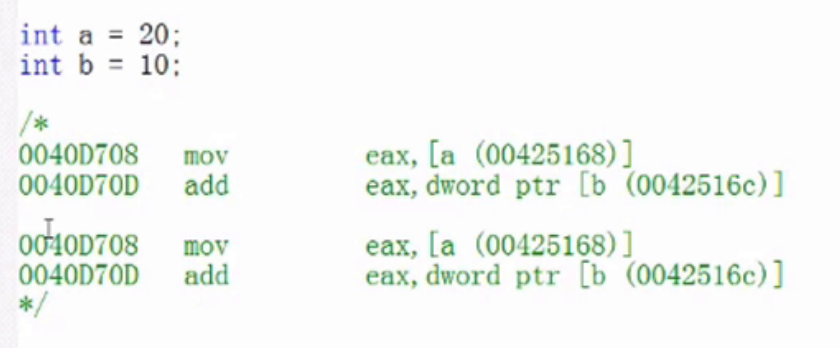 int a = 20;
int b = 10;
/*
0040D708 mov eax,[a (00425168)]
0040D70D add eax,dword ptr [b (0042516c)]
0040D708 mov eax,[a (00425168)]
0040D70D add eax,dword ptr [b (0042516c)]
*/